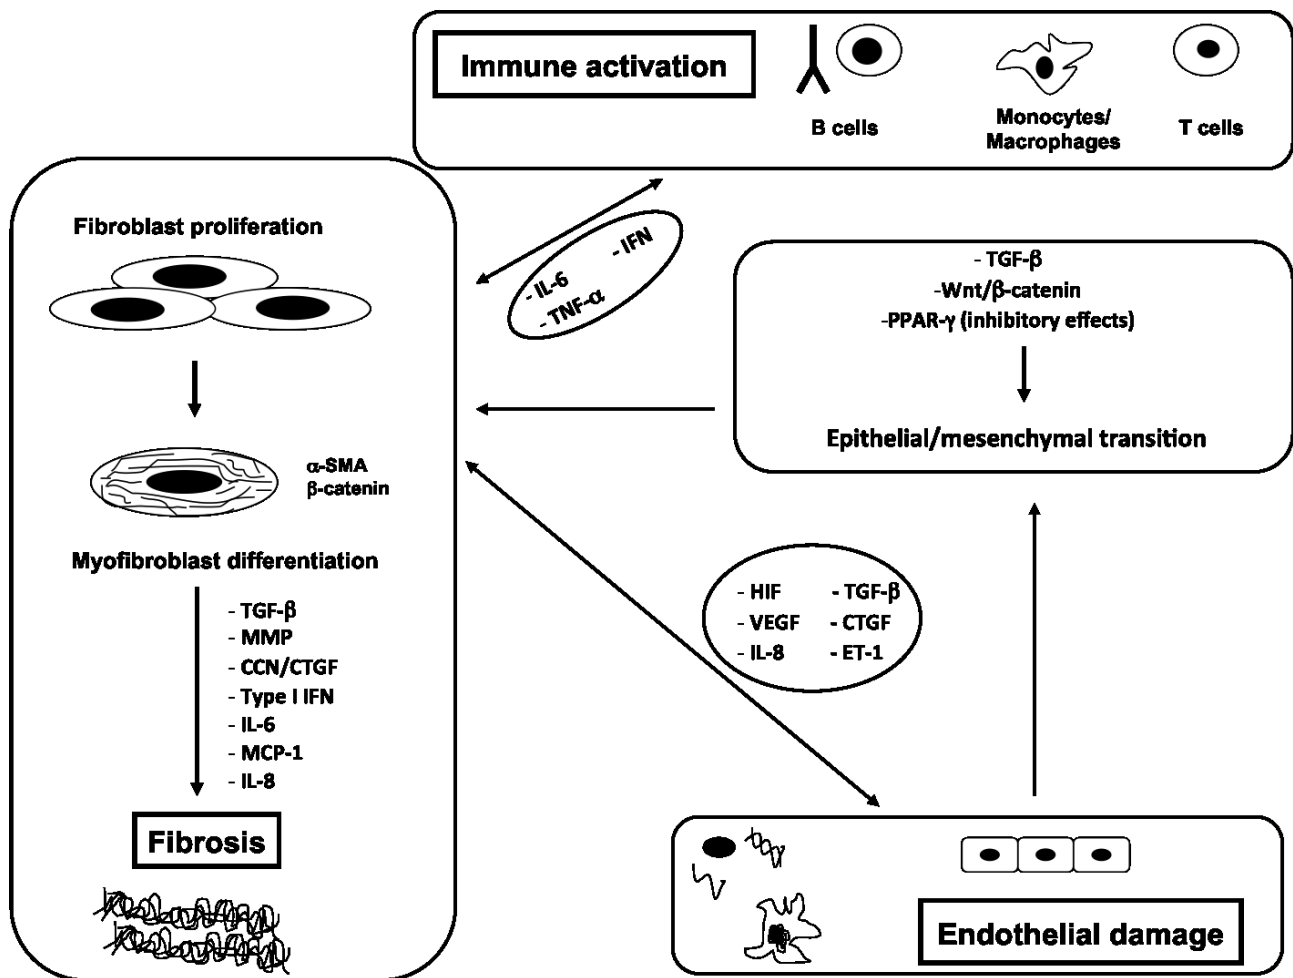 Immune activation
B cells
Monocytes/
Macrophages
T cells
Fibroblast proliferation
α-SMA
β-catenin
Myofibroblast differentiation
- TGF-β
- MMP
- CCN/CTGF
- Type I IFN
- IL-6
- MCP-1
- IL-8
Fibrosis
- IFN
- IL-6
- TNF-α
- TGF-β
-Wnt/β-catenin
-PPAR-γ (inhibitory effects)
Epithelial/mesenchymal transition
- HIF - TGF-β
- VEGF - CTGF
- IL-8 - ET-1
Endothelial damage